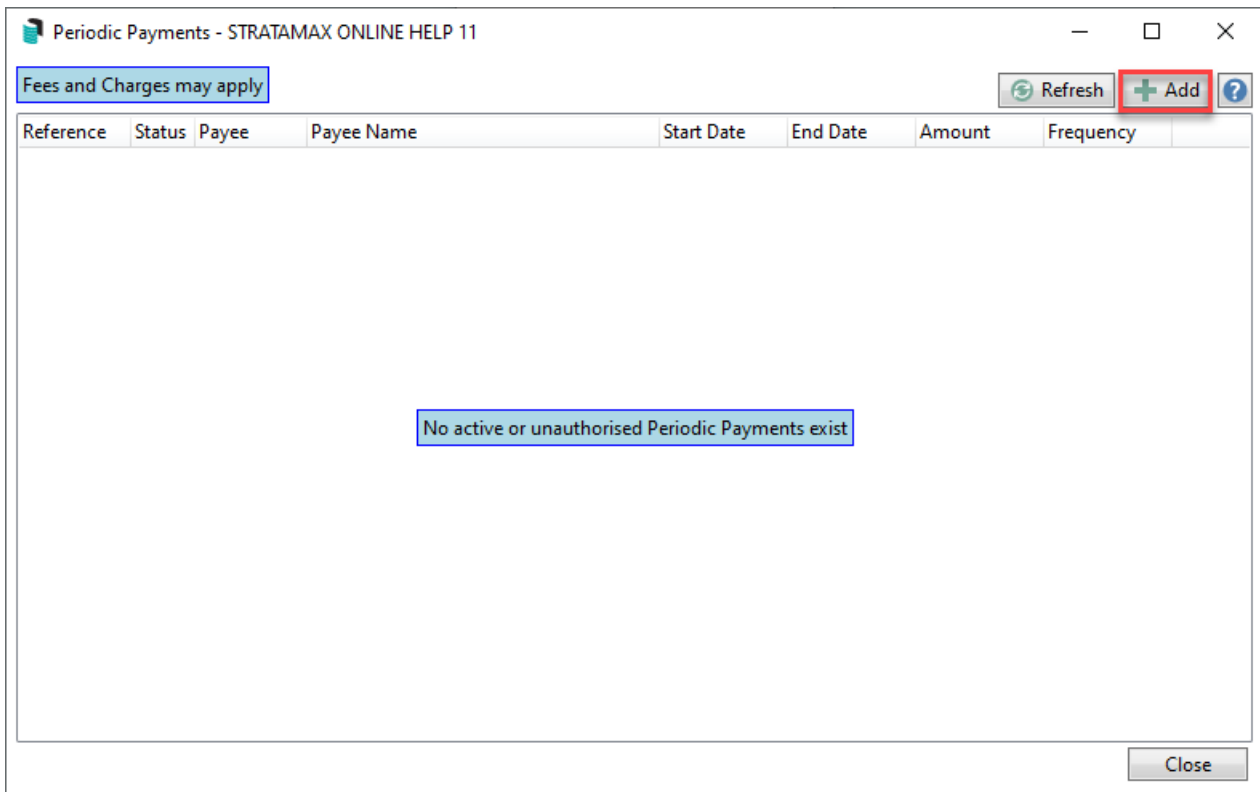 Periodic Payments - STRATAMAX ONLINE HELP 11
Fees and Charges may apply
Refresh
Add
?
Reference Status Payee Payee Name Start Date End Date Amount Frequency
No active or unauthorised Periodic Payments exist
Close